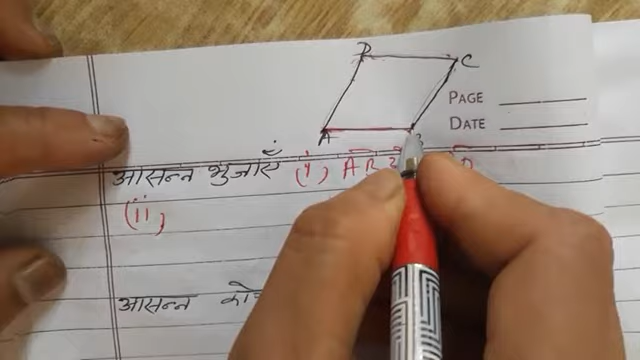 D
C
A
PAGE
DATE
आसन्न भुजाएँ (i), AB
(ii),
आसन्न